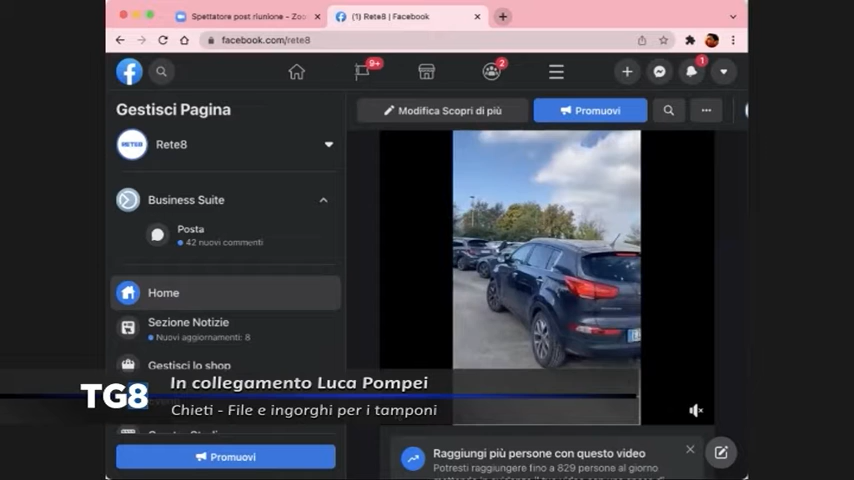 Spettatore post riunione - Zoo
(1) Rete8 | Facebook
facebook.com/rete8
9+
2
1
Gestisci Pagina
Modifica Scopri di più
Promuovi
RETE8
Rete8
Business Suite
Posta
42 nuovi commenti
Home
Sezione Notizie
Nuovi aggiornamenti: 8
Gestisci lo shop
TG8
In collegamento Luca Pompei
Chieti - File e ingorghi per i tamponi
Promuovi
Raggiungi più persone con questo video
Potresti raggiungere fino a 829 persone al giorno